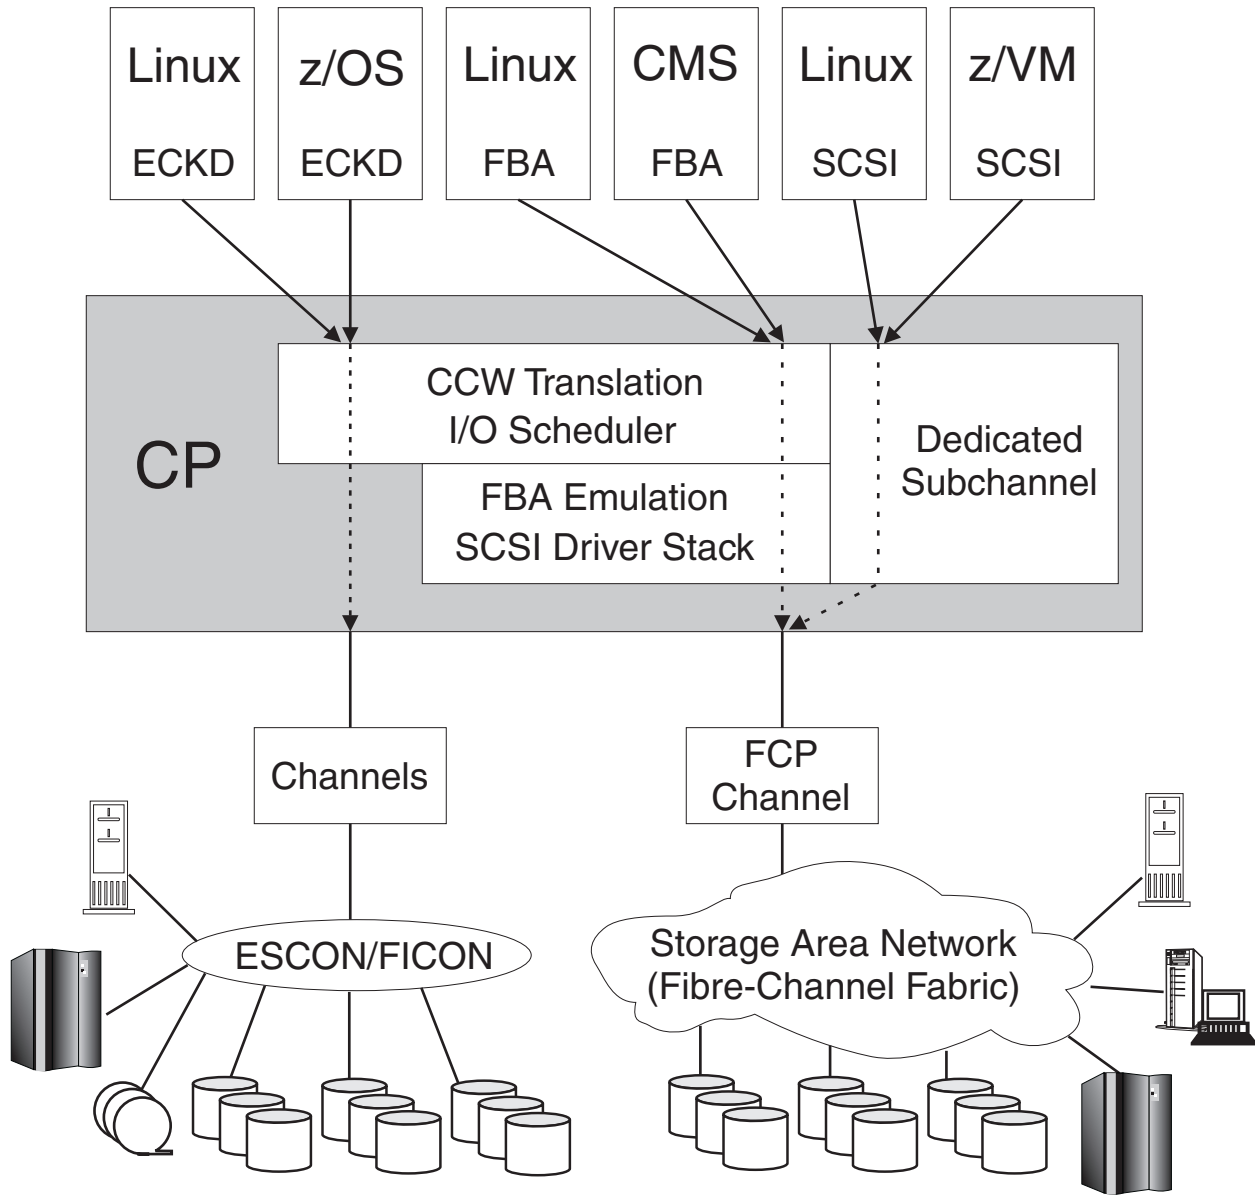 Linux
ECKD
z/OS
ECKD
Linux
FBA
CMS
FBA
Linux
SCSI
z/VM
SCSI
CP
CCW Translation
I/O Scheduler
FBA Emulation
SCSI Driver Stack
Dedicated
Subchannel
Channels
FCP
Channel
ESCON/FICON
Storage Area Network
(Fibre-Channel Fabric)